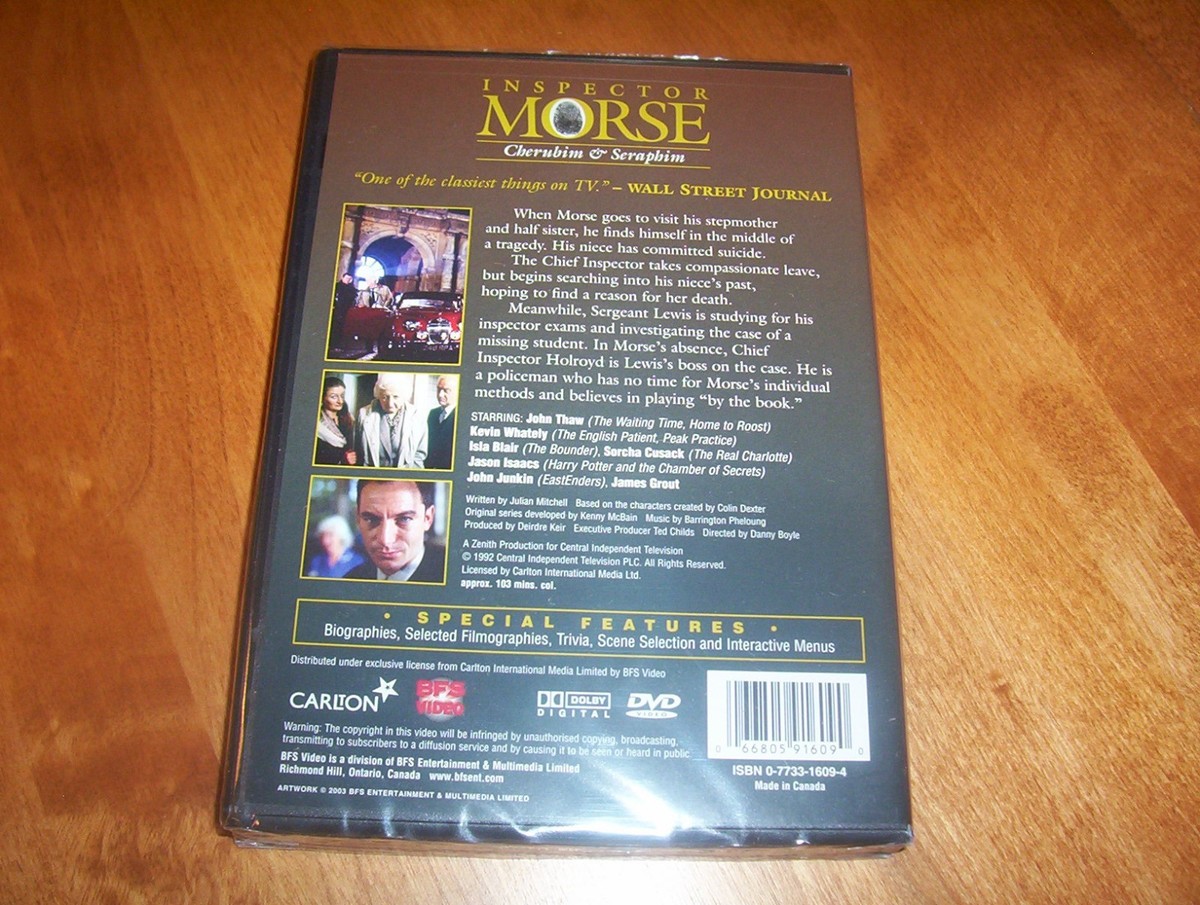 INSPECTOR
MORSE
Cherubim & Seraphim
"One of the classiest things on TV." – WALL STREET JOURNAL
When Morse goes to visit his stepmother
and half sister, he finds himself in the middle of
a tragedy. His niece has committed suicide.
The Chief Inspector takes compassionate leave,
but begins searching into his niece's past,
hoping to find a reason for her death.
Meanwhile, Sergeant Lewis is studying for his
inspector exams and investigating the case of a
missing student. In Morse's absence, Chief
Inspector Holroyd is Lewis's boss on the case. He is
a policeman who has no time for Morse's individual
methods and believes in playing "by the book."
STARRING: John Thaw (The Waiting Time, Home to Roost)
Kevin Whately (The English Patient, Peak Practice)
Isla Blair (The Bounder), Sorcha Cusack (The Real Charlotte)
Jason Isaacs (Harry Potter and the Chamber of Secrets)
John Junkin (EastEnders), James Grout
Written by Julian Mitchell Based on the characters created by Colin Dexter
Original series developed by Kenny McBain Music by Barrington Pheloung
Produced by Deirdre Keir Executive Producer Ted Childs Directed by Danny Boyle
A Zenith Production for Central Independent Television
© 1992 Central Independent Television PLC. All Rights Reserved.
Licensed by Carlton International Media Ltd.
approx. 103 mins. col.
• SPECIAL FEATURES •
Biographies, Selected Filmographies, Trivia, Scene Selection and Interactive Menus
Distributed under exclusive license from Carlton International Media Limited by BFS Video
CARLTON
BFS
VIDEO
DOLBY
DIGITAL
DVD
VIDEO
0 66805 91609 0
Warning: The copyright in this video will be infringed by unauthorised copying, broadcasting,
transmitting to subscribers to a diffusion service and by causing it to be seen or heard in public.
BFS Video is a division of BFS Entertainment & Multimedia Limited
Richmond Hill, Ontario, Canada www.bfsent.com
ISBN 0-7733-1609-4
Made in Canada
ARTWORK © 2003 BFS ENTERTAINMENT & MULTIMEDIA LIMITED